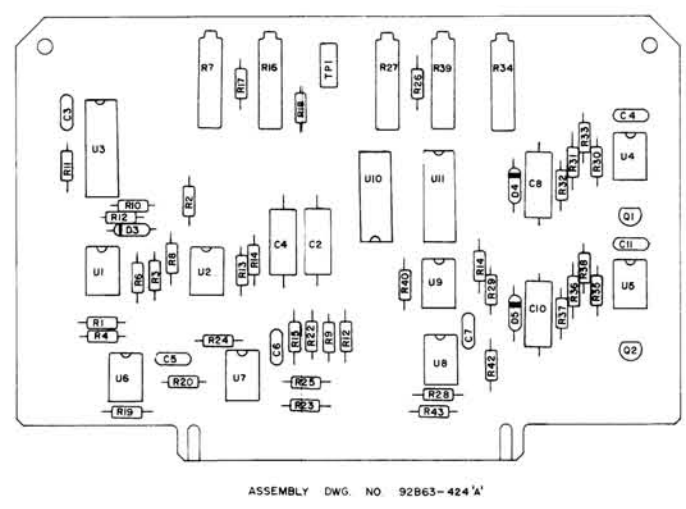 R7
R17
R16
R18
TP1
R27
R26
R39
R34
C3
R11
U3
C4
R33
R31
R30
U4
R32
C8
D4
U10
U11
R10
R12
D3
R2
Q1
C11
U1
R6
R3
R8
U2
R13
R14
C4
C2
R40
U9
R14
R29
D5
C10
R37
R36
R38
R35
U5
R1
R4
R24
C6
R15
R22
R9
R12
C7
Q2
U6
C5
R20
U7
R25
U8
R42
R19
R23
R28
R43
ASSEMBLY DWG. NO 92B63-424 'A'